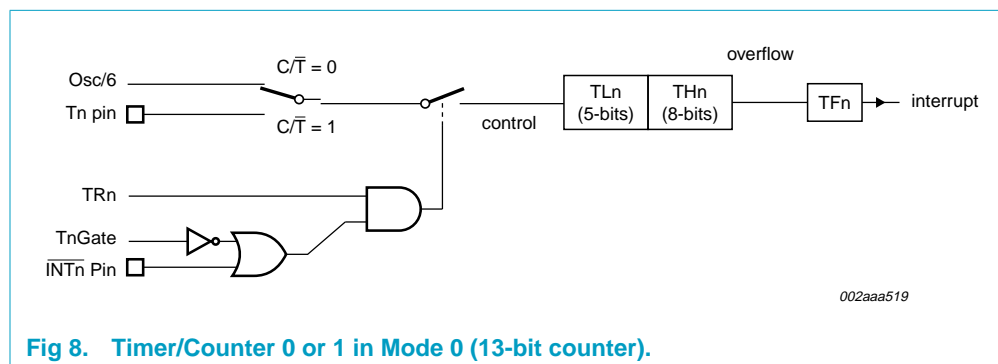 overflow
C/T̅ = 0
Osc/6
Tn pin
C/T̅ = 1
control
TLn
(5-bits)
THn
(8-bits)
TFn
interrupt
TRn
TnGate
I̅N̅T̅n̅ Pin
002aaa519
Fig 8. Timer/Counter 0 or 1 in Mode 0 (13-bit counter).